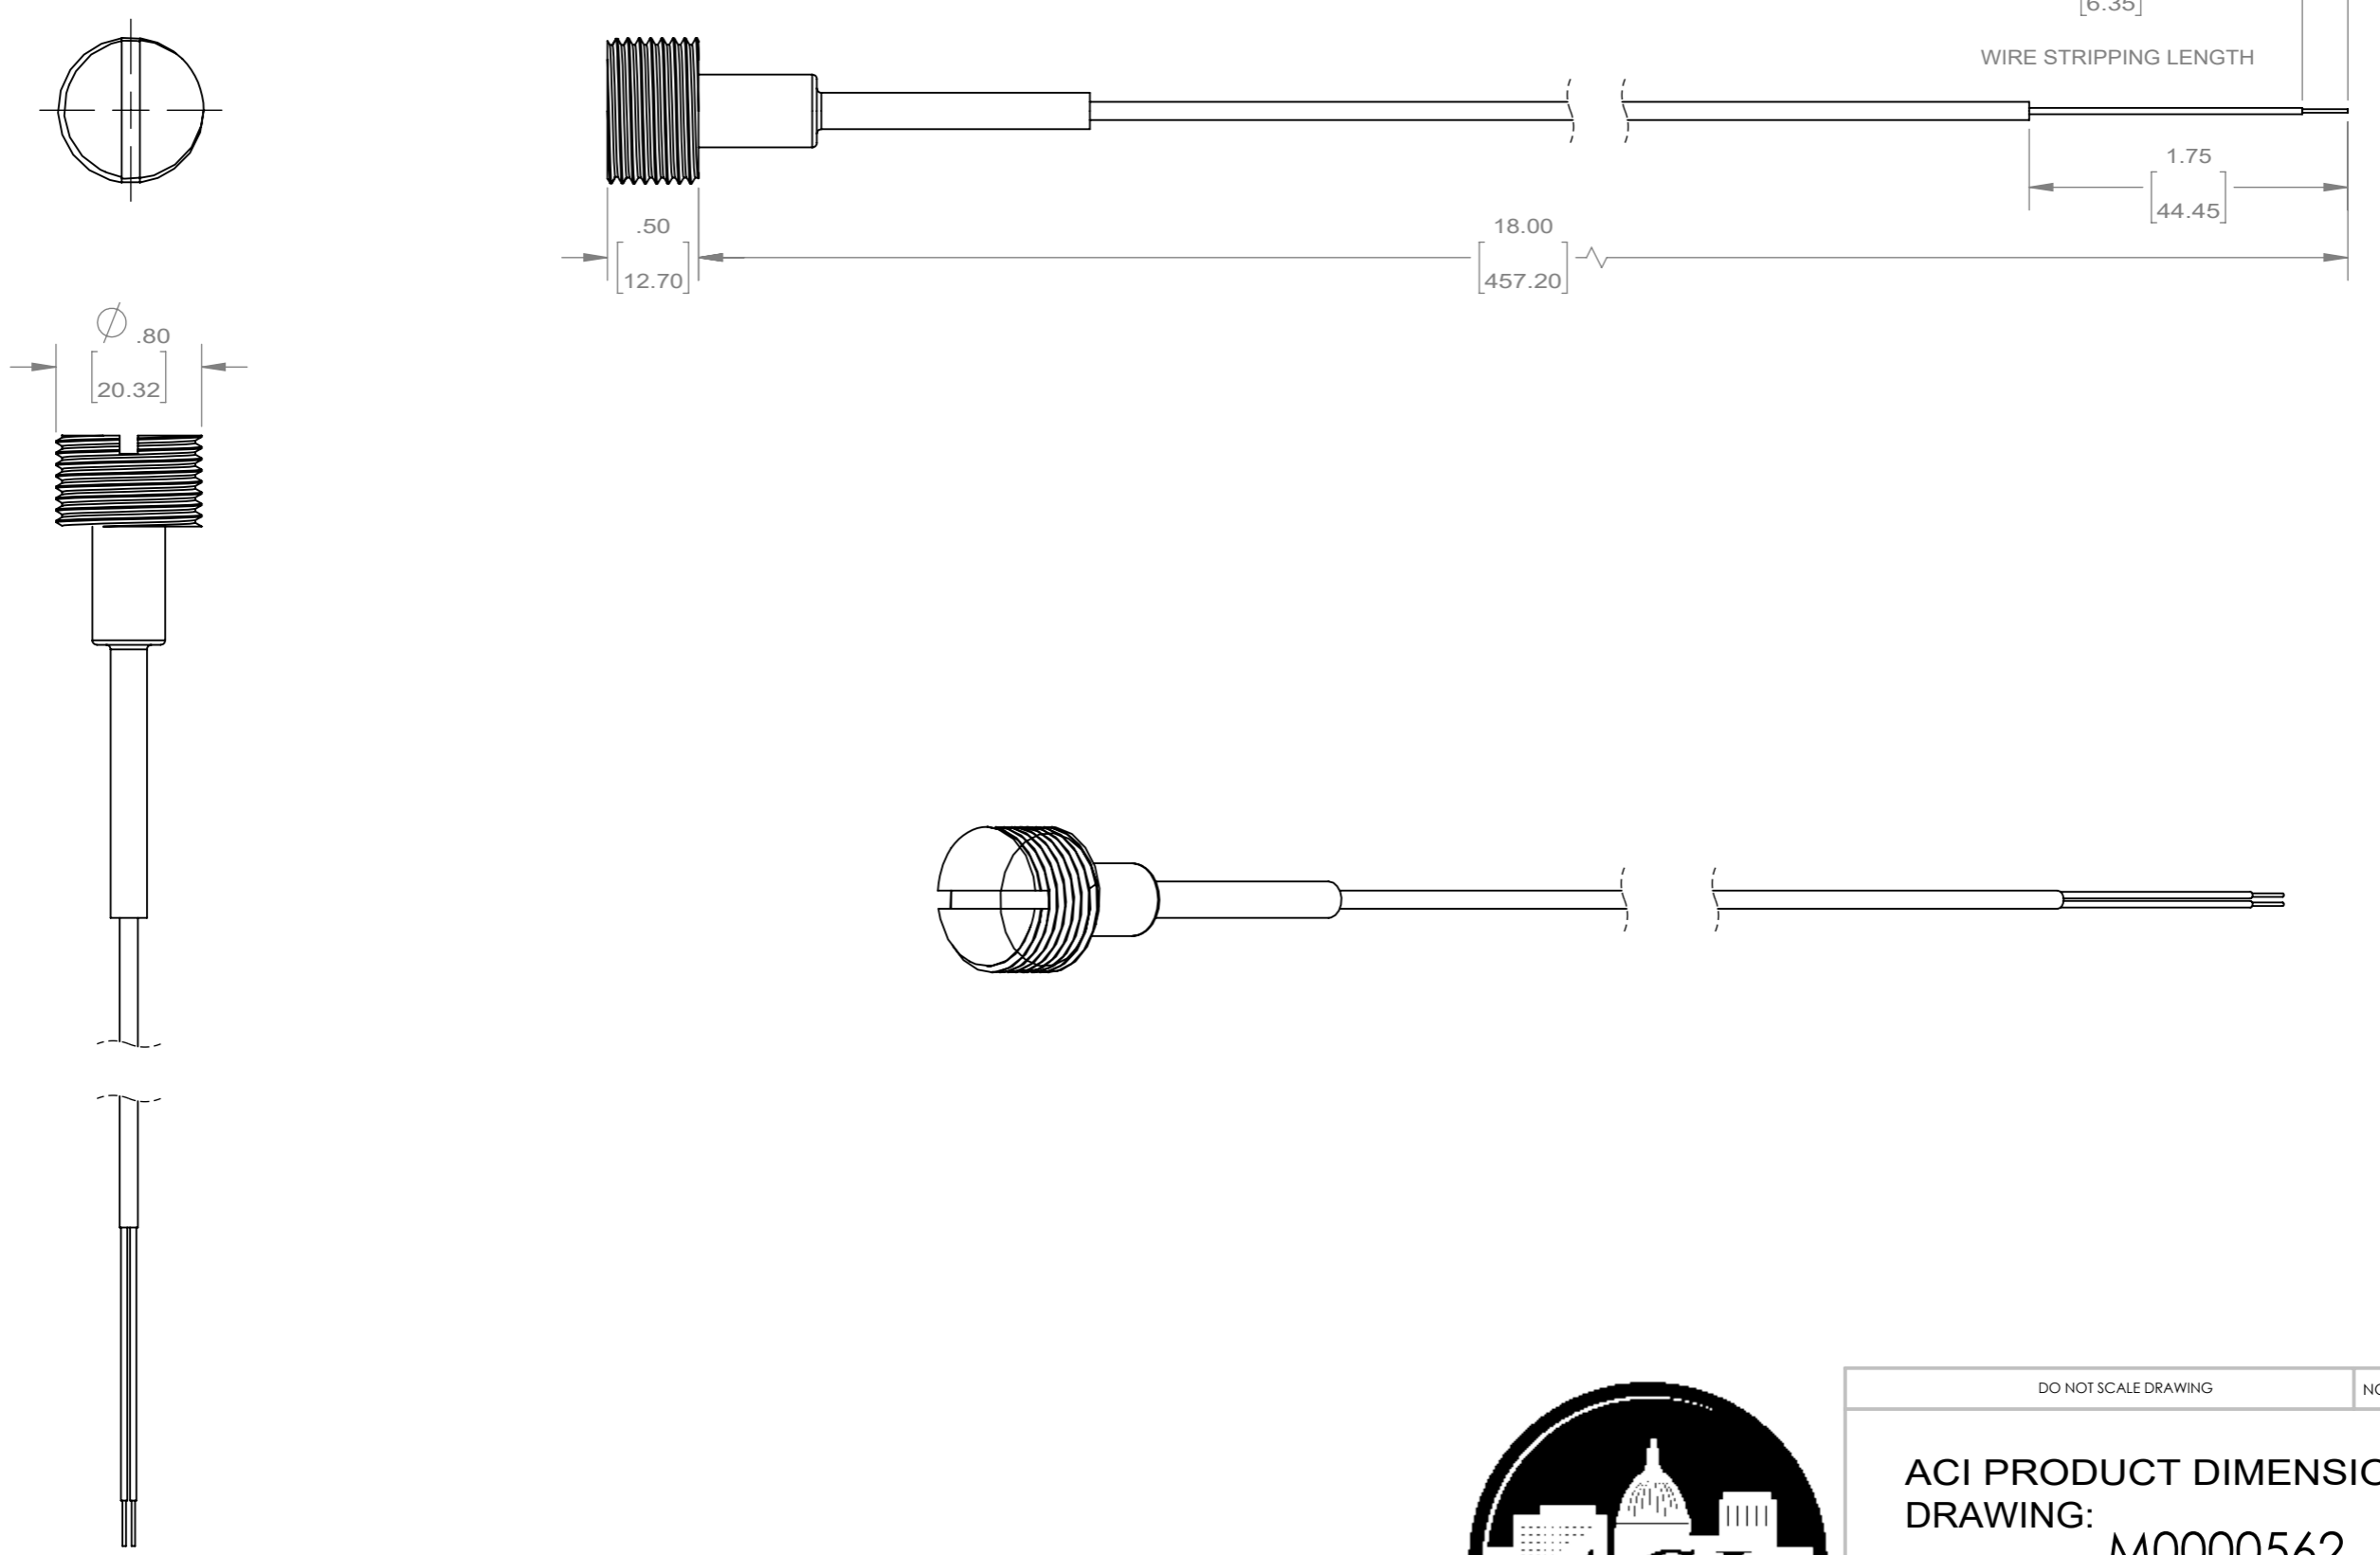 [6.35]
WIRE STRIPPING LENGTH
1.75
[44.45]
.50
[12.70]
18.00
[457.20]
Ø .80
[20.32]
DO NOT SCALE DRAWING
ACI PRODUCT DIMENSIO
DRAWING:
M0000562